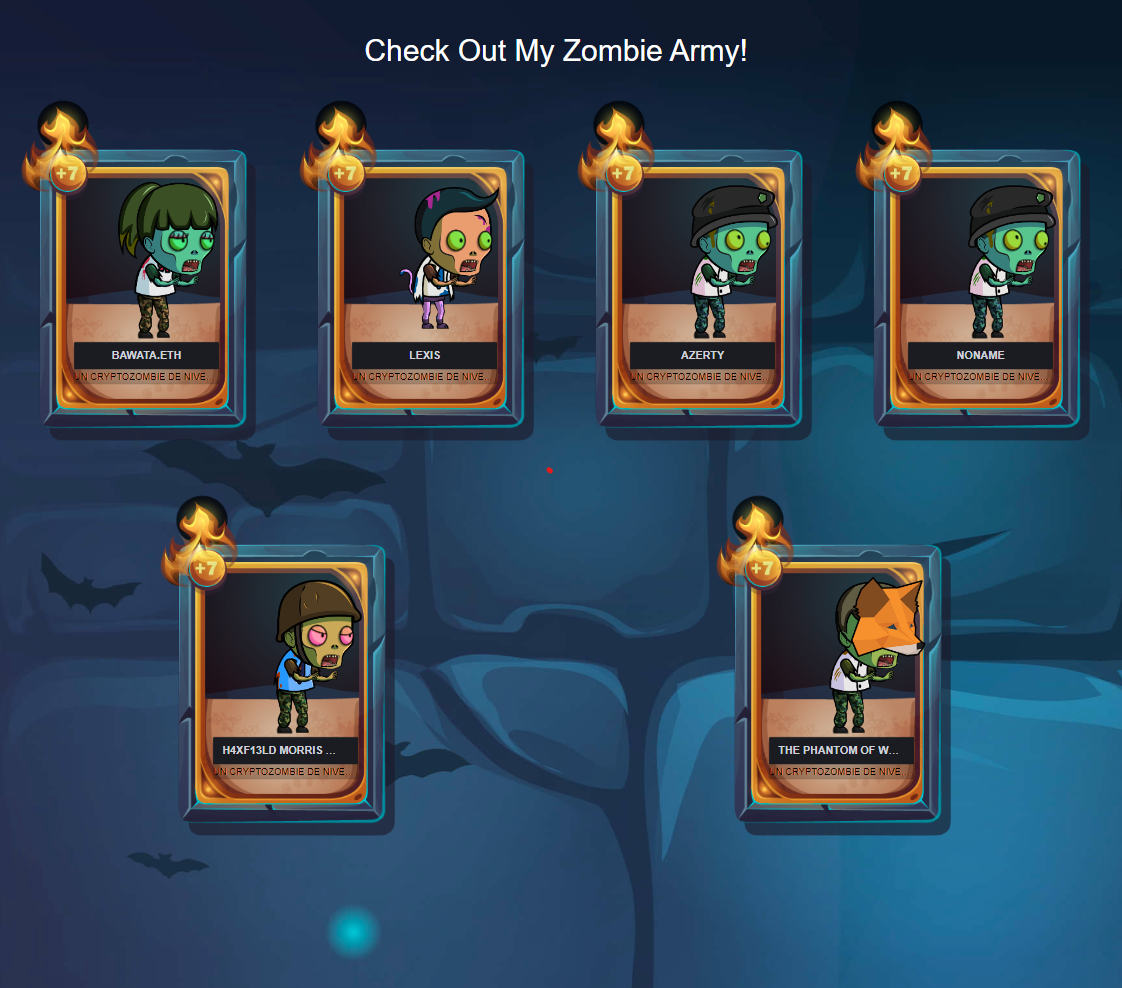 Check Out My Zombie Army!
+7
+7
+7
+7
BAWATA.ETH
LEXIS
AZERTY
NONAME
UN CRYPTOZOMBIE DE NIVE...
UN CRYPTOZOMBIE DE NIVE...
UN CRYPTOZOMBIE DE NIVE...
UN CRYPTOZOMBIE DE NIVE...
+7
+7
H4XF13LD MORRIS ...
THE PHANTOM OF W...
UN CRYPTOZOMBIE DE NIVE...
UN CRYPTOZOMBIE DE NIVE...